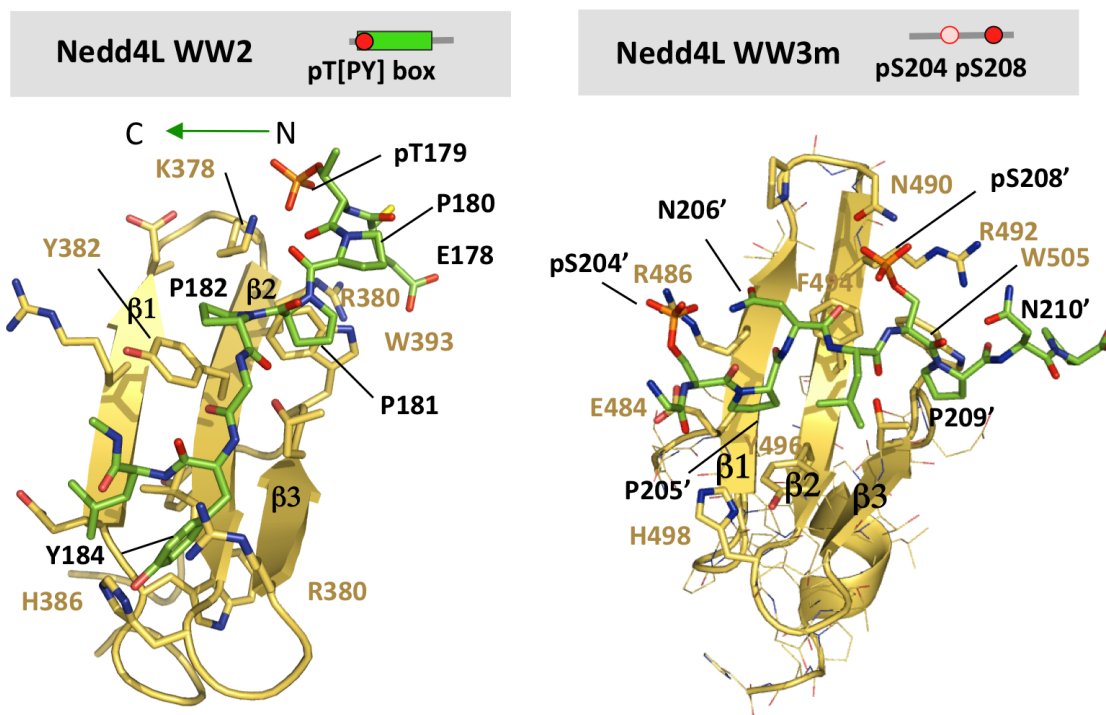 Nedd4L WW2
pT[PY] box
C N
K378
pT179
P180
E178
Y382
P182
β2
YR380
β1
W393
P181
β3
Y184
H386
R380
Nedd4L WW3m
pS204 pS208
N490
pS208’
N206’
R492
pS204’
R486
W505
F494
N210’
E484
P209’
Y496
β1
β2
β3
P205’
H498